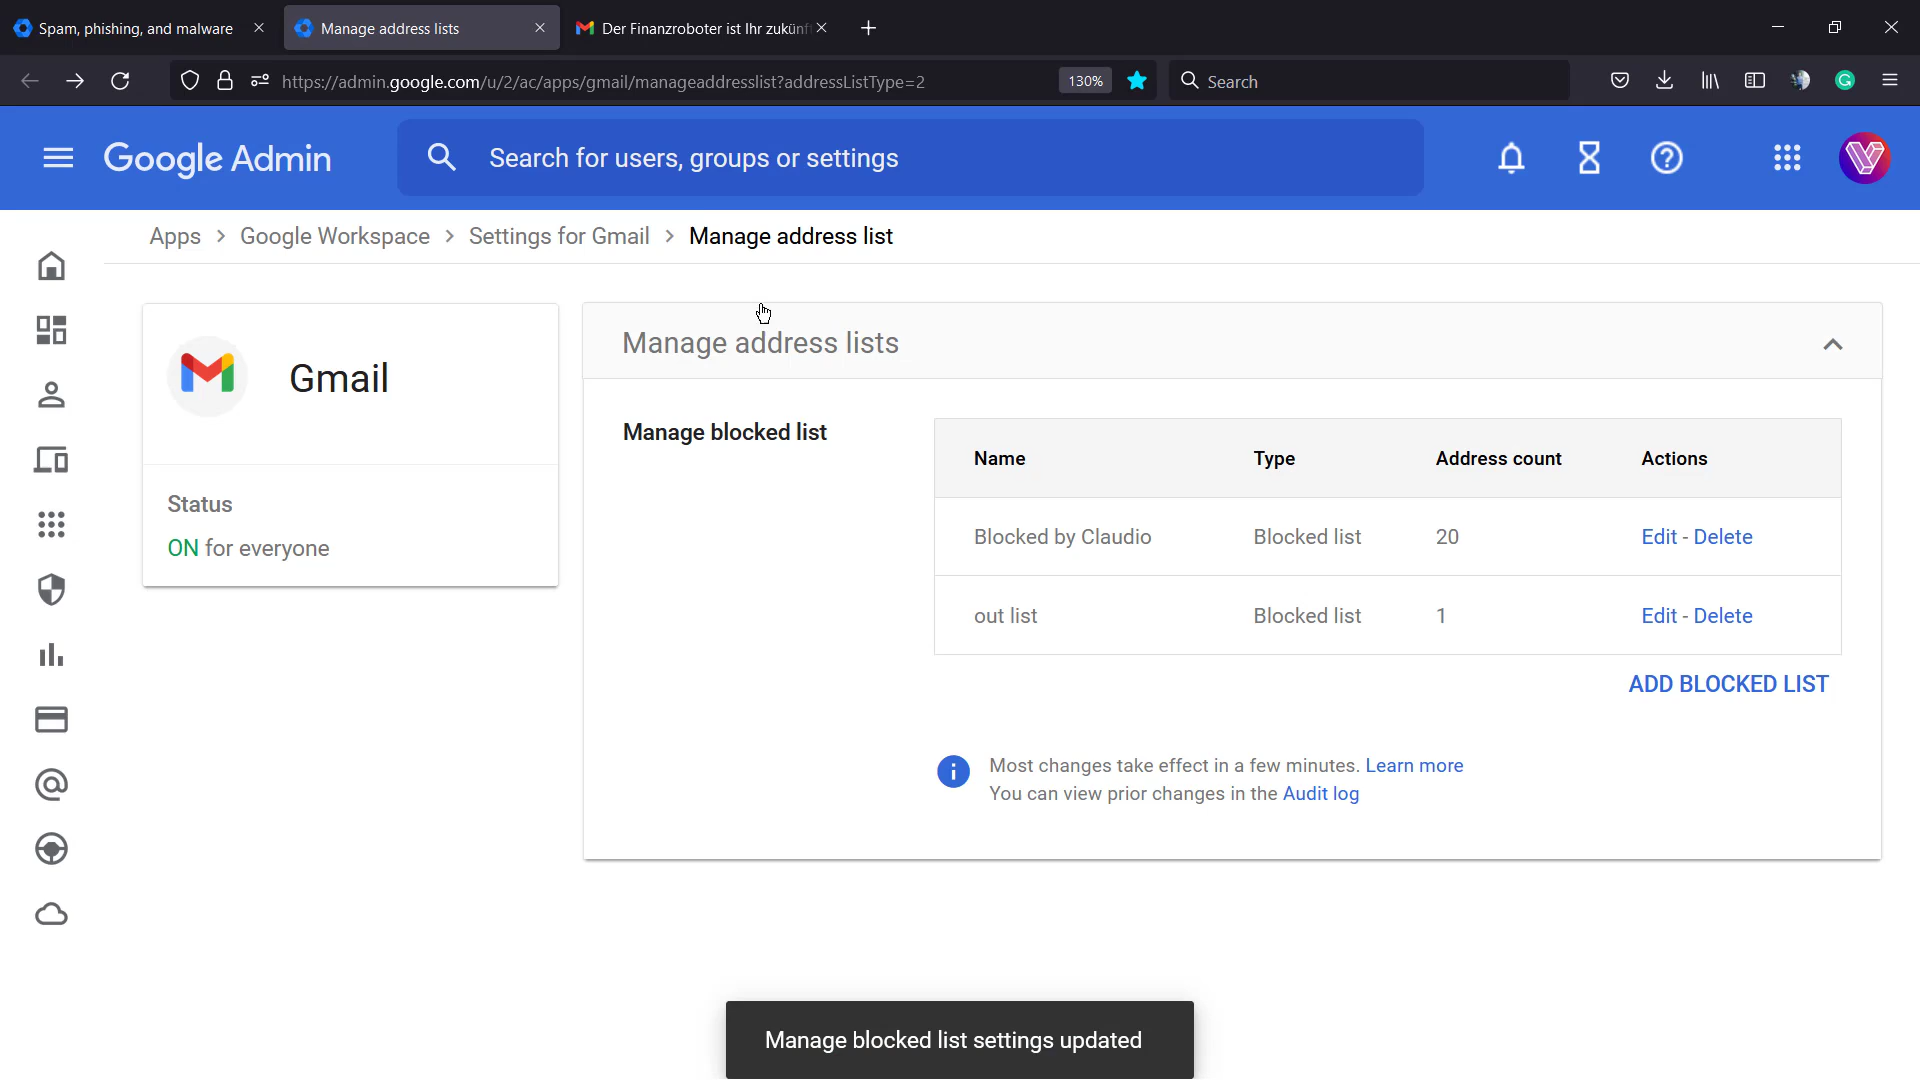 Spam, phishing, and malware
Manage address lists
Der Finanzroboter ist Ihr zukünf
https://admin.google.com/u/2/ac/apps/gmail/manageaddresslist?addressListType=2
130%
Search
Google Admin
Search for users, groups or settings
Apps > Google Workspace > Settings for Gmail > Manage address list
Gmail
Status
ON for everyone
Manage address lists
Manage blocked list
Name Type Address count Actions
Blocked by Claudio Blocked list 20 Edit - Delete
out list Blocked list 1 Edit - Delete
ADD BLOCKED LIST
Most changes take effect in a few minutes. Learn more
You can view prior changes in the Audit log
Manage blocked list settings updated